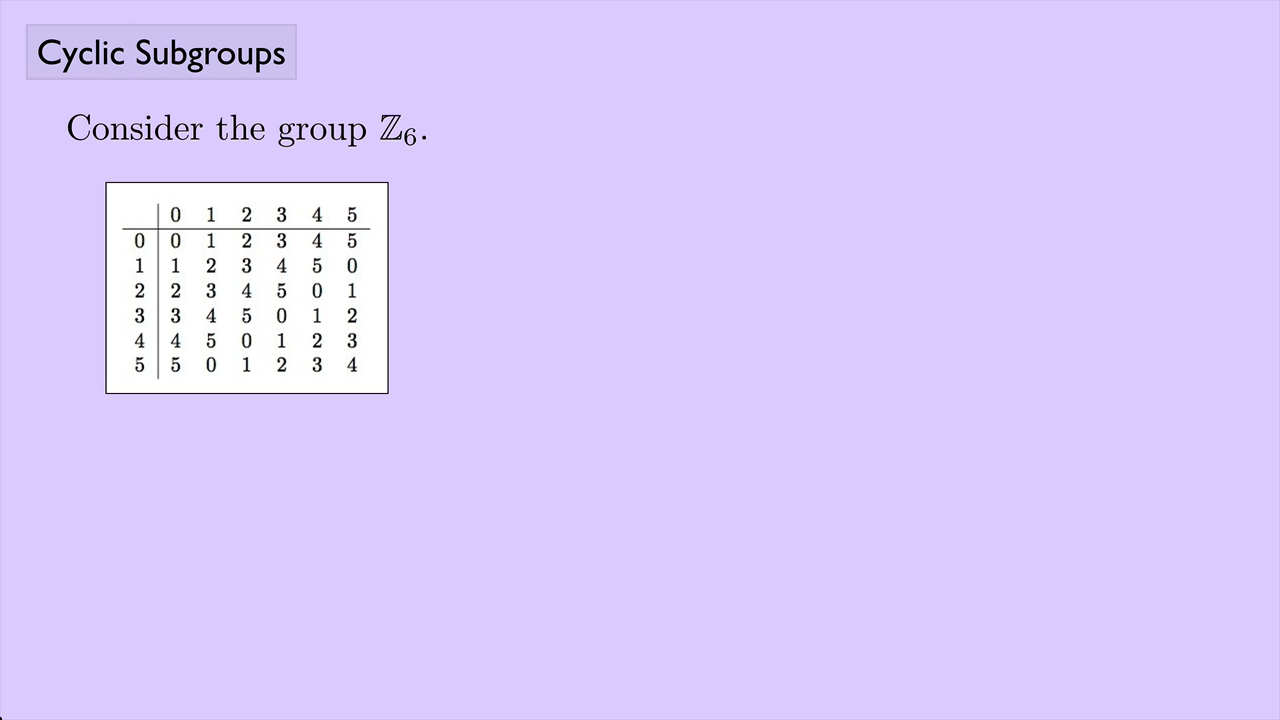 Cyclic Subgroups
Consider the group ℤ₆.
0 1 2 3 4 5
0 0 1 2 3 4 5
1 1 2 3 4 5 0
2 2 3 4 5 0 1
3 3 4 5 0 1 2
4 4 5 0 1 2 3
5 5 0 1 2 3 4